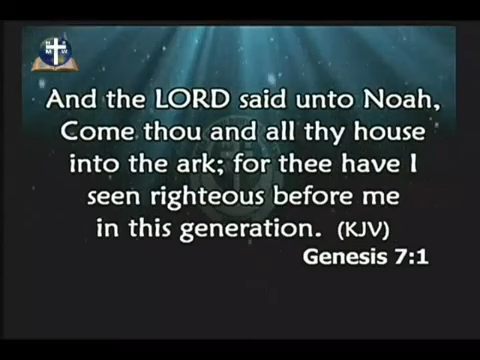 N R
M W
And the LORD said unto Noah,
Come thou and all thy house
into the ark; for thee have I
seen righteous before me
in this generation. (KJV)
Genesis 7:1